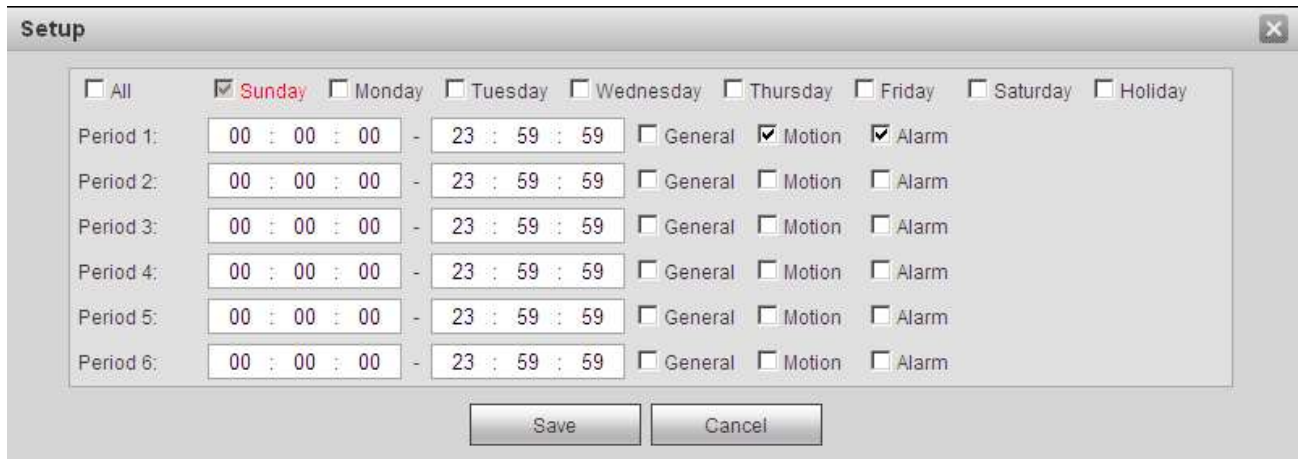 Setup
All Sunday Monday Tuesday Wednesday Thursday Friday Saturday Holiday
Period 1: 00 : 00 : 00 - 23 : 59 : 59 General Motion Alarm
Period 2: 00 : 00 : 00 - 23 : 59 : 59 General Motion Alarm
Period 3: 00 : 00 : 00 - 23 : 59 : 59 General Motion Alarm
Period 4: 00 : 00 : 00 - 23 : 59 : 59 General Motion Alarm
Period 5: 00 : 00 : 00 - 23 : 59 : 59 General Motion Alarm
Period 6: 00 : 00 : 00 - 23 : 59 : 59 General Motion Alarm
Save Cancel